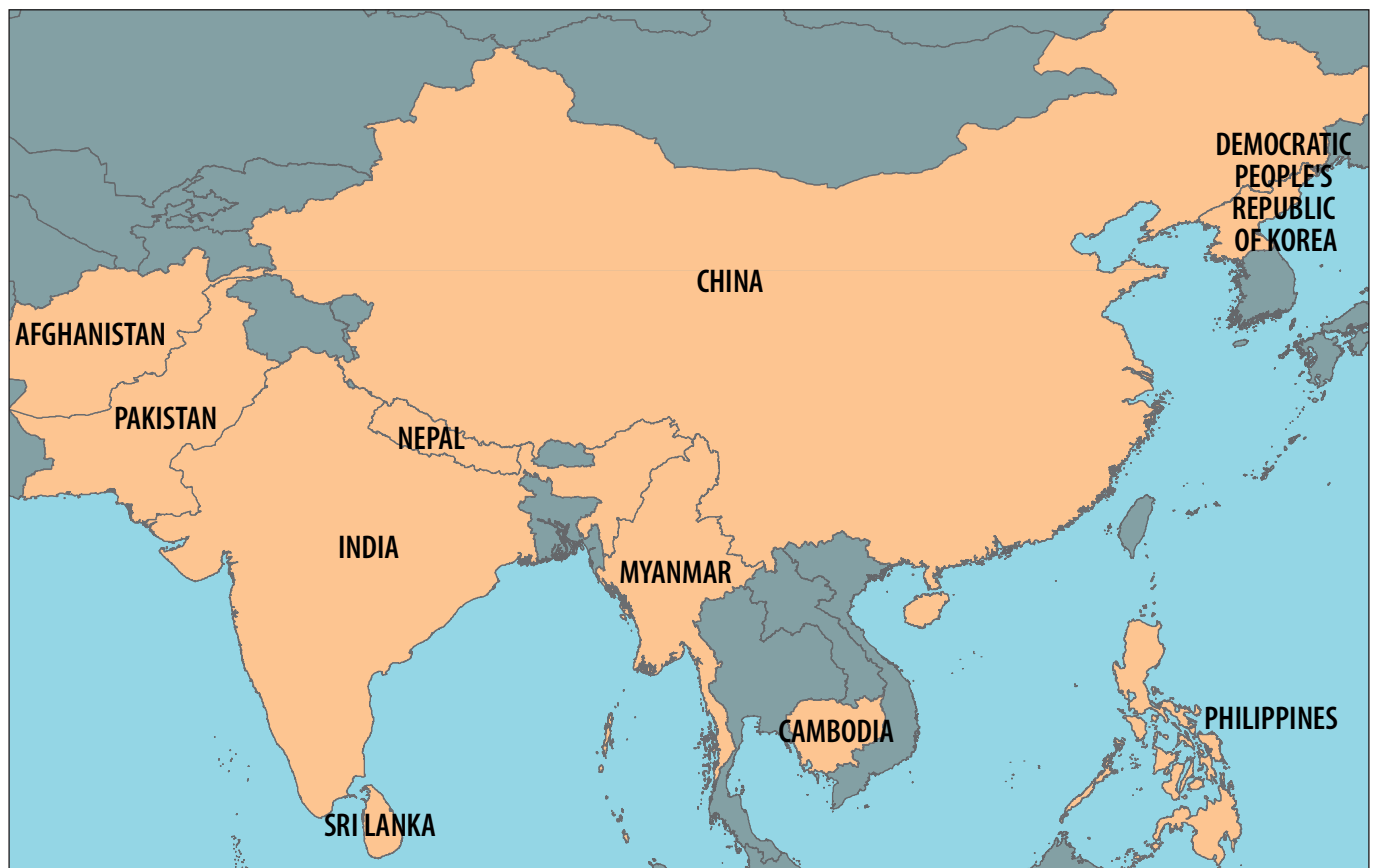 DEMOCRATIC
PEOPLE'S
REPUBLIC
OF KOREA
CHINA
AFGHANISTAN
PAKISTAN
NEPAL
INDIA
MYANMAR
PHILIPPINES
CAMBODIA
SRI LANKA